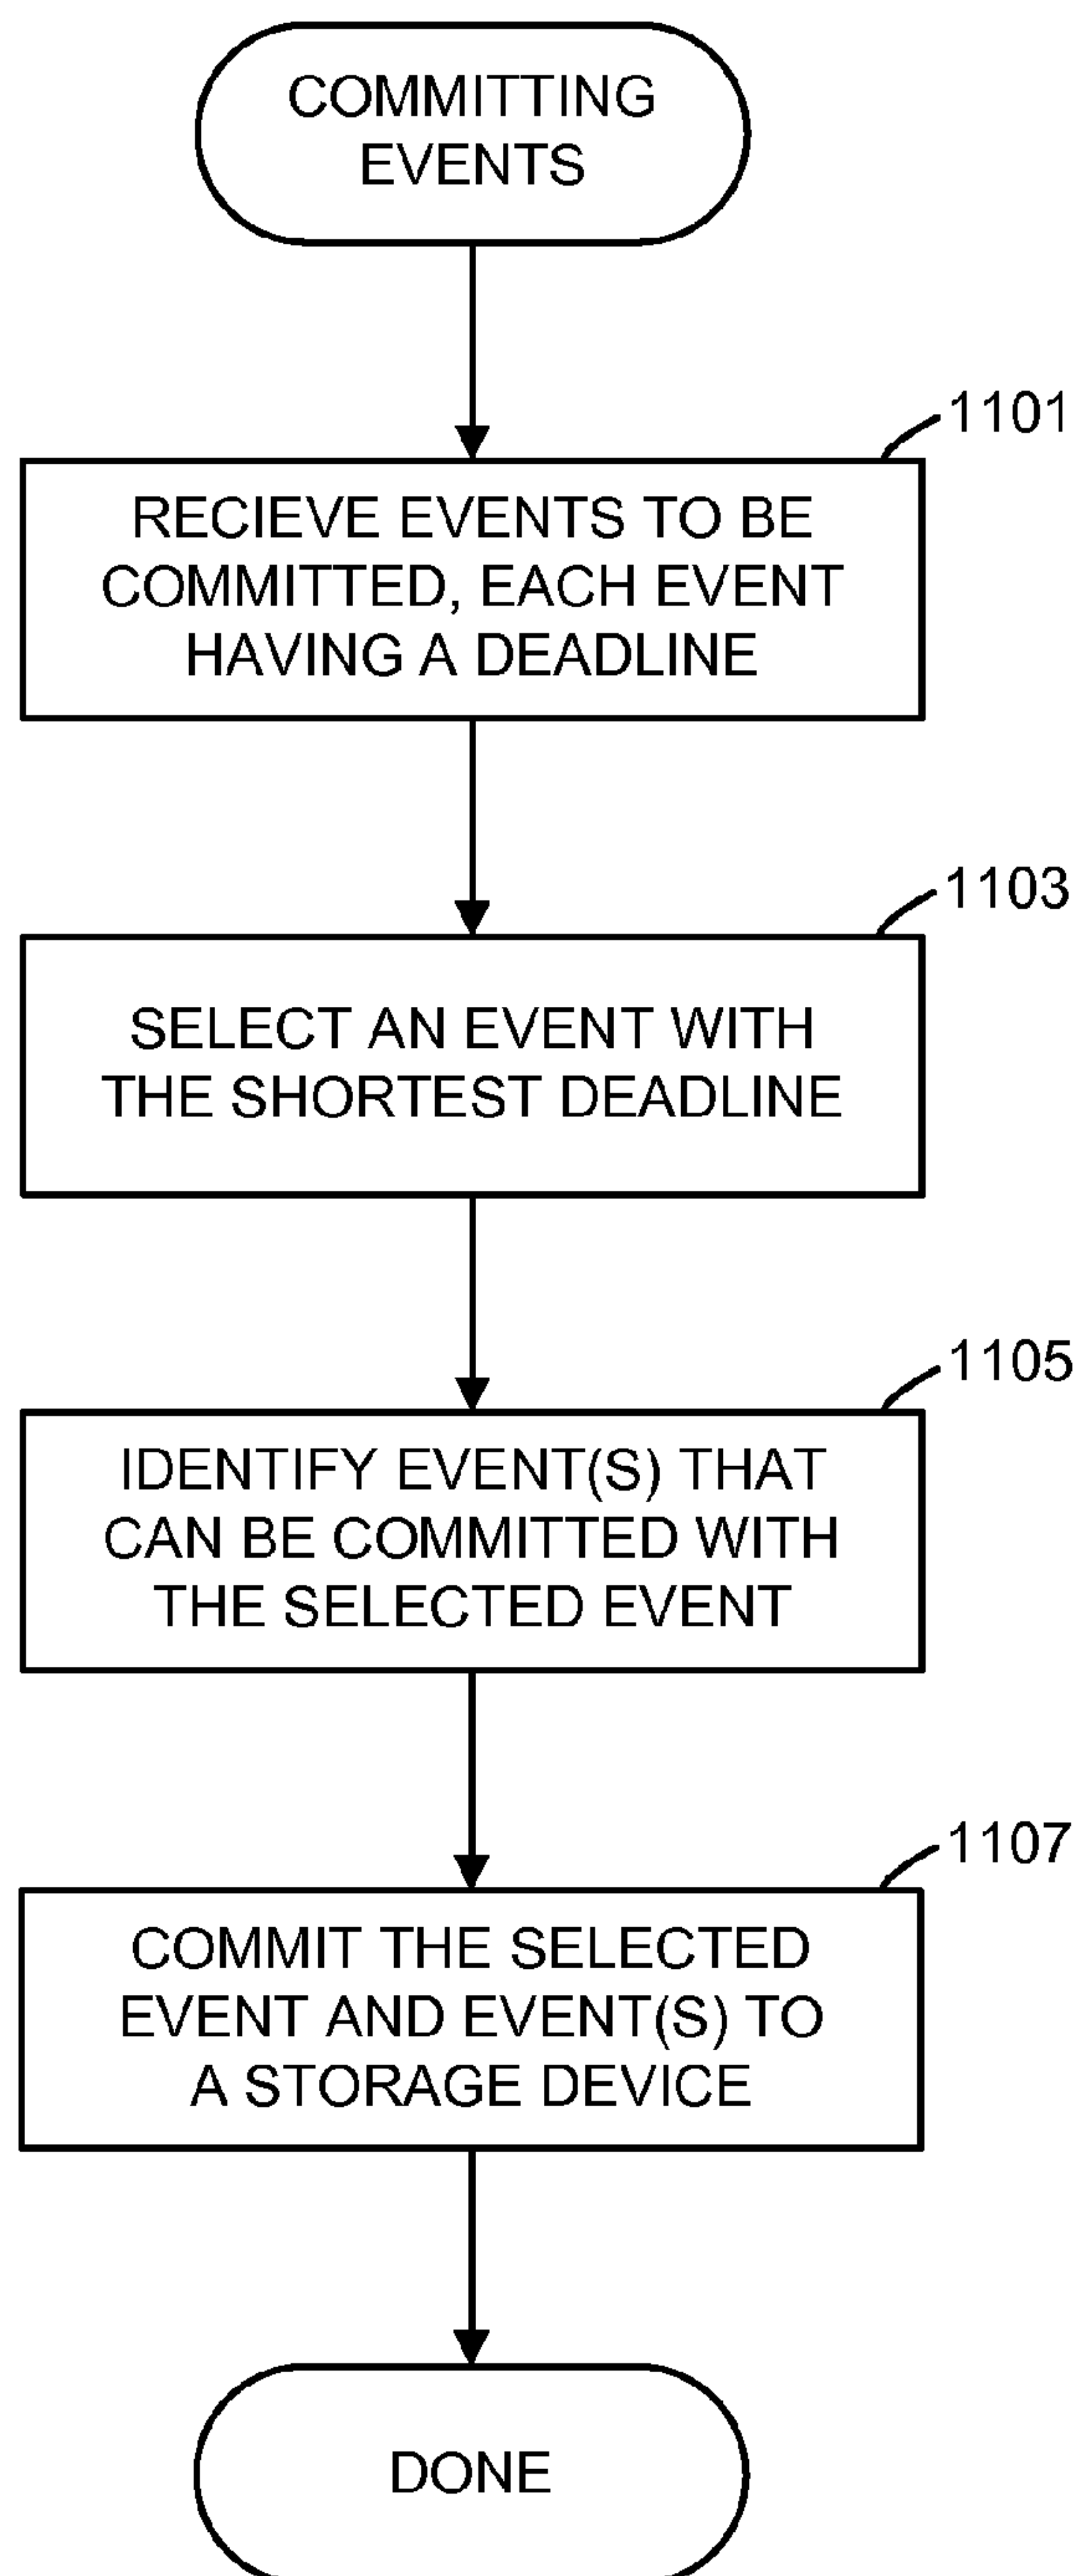 COMMITTING
EVENTS
1101
RECIEVE EVENTS TO BE
COMMITTED, EACH EVENT
HAVING A DEADLINE
1103
SELECT AN EVENT WITH
THE SHORTEST DEADLINE
1105
IDENTIFY EVENT(S) THAT
CAN BE COMMITTED WITH
THE SELECTED EVENT
1107
COMMIT THE SELECTED
EVENT AND EVENT(S) TO
A STORAGE DEVICE
DONE